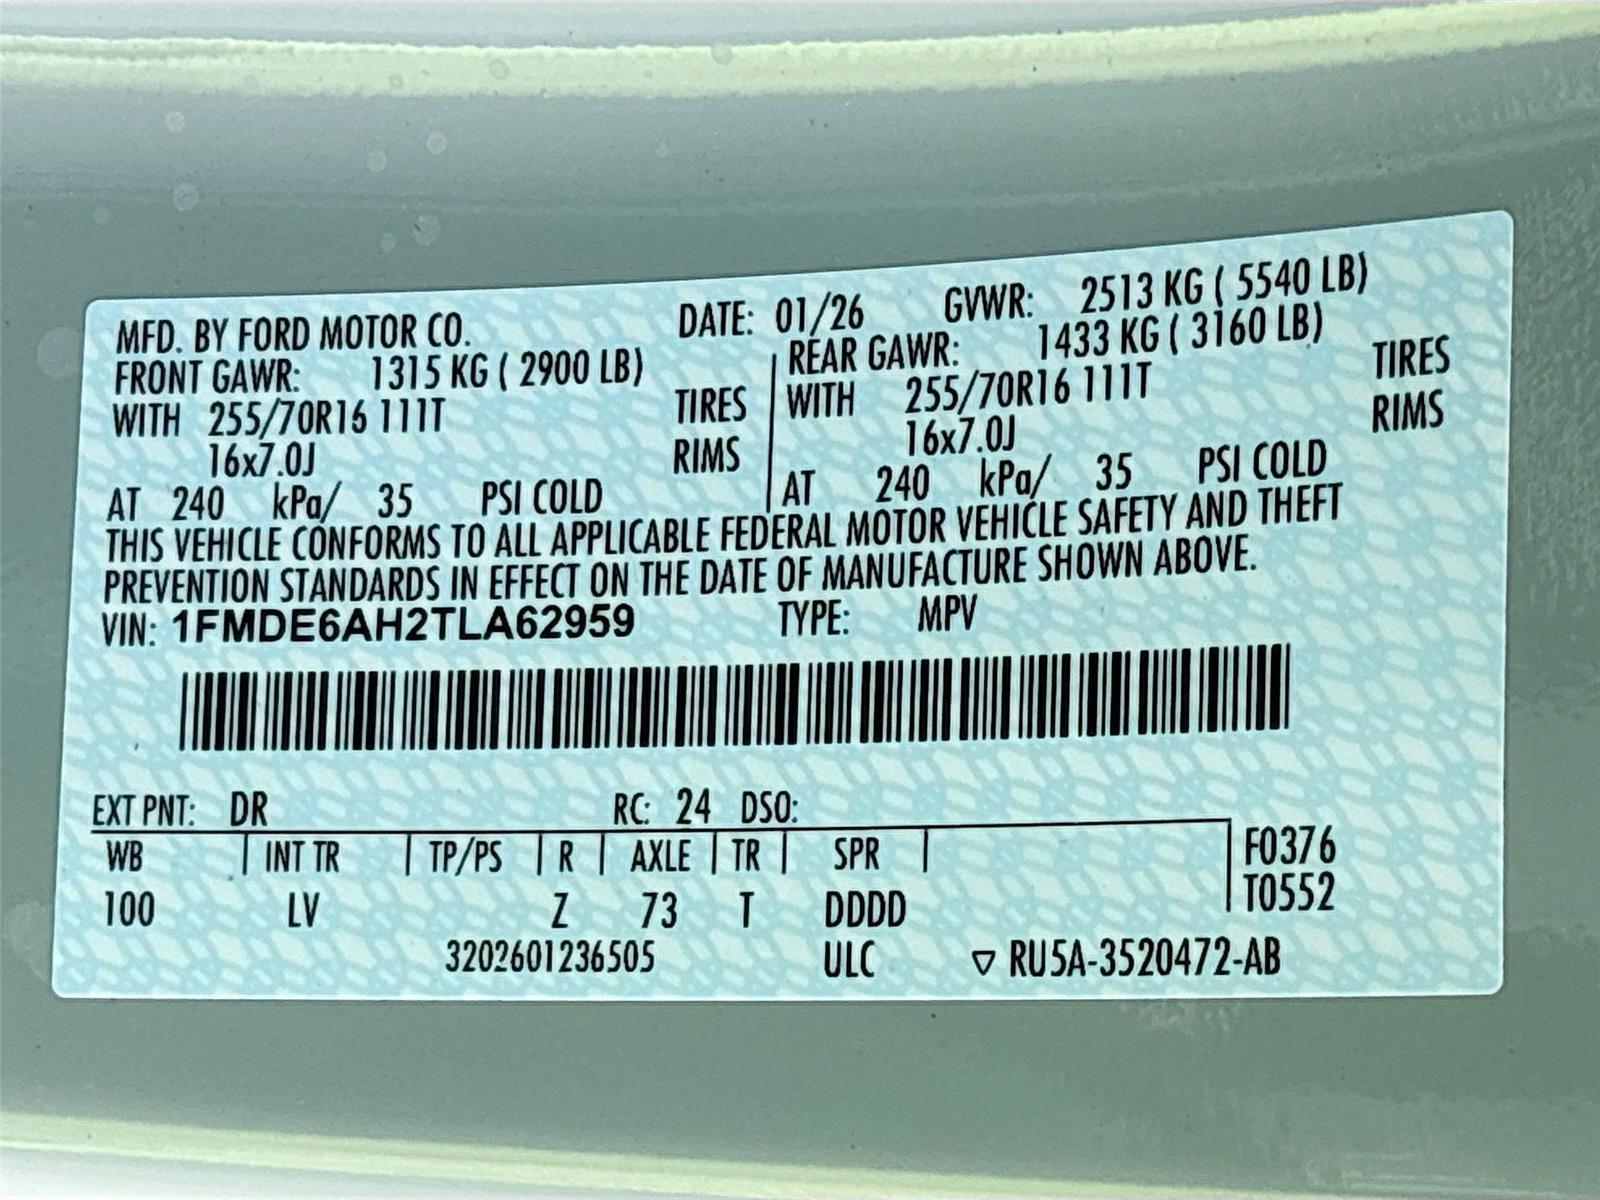 MFD. BY FORD MOTOR CO. DATE: 01/26 GVWR: 2513 KG ( 5540 LB)
FRONT GAWR: 1315 KG ( 2900 LB) REAR GAWR: 1433 KG ( 3160 LB)
WITH 255/70R16 111T TIRES WITH 255/70R16 111T TIRES
16x7.0J RIMS 16x7.0J RIMS
AT 240 kPa/ 35 PSI COLD AT 240 kPa/ 35 PSI COLD
THIS VEHICLE CONFORMS TO ALL APPLICABLE FEDERAL MOTOR VEHICLE SAFETY AND THEFT
PREVENTION STANDARDS IN EFFECT ON THE DATE OF MANUFACTURE SHOWN ABOVE.
VIN: 1FMDE6AH2TLA62959 TYPE: MPV
EXT PNT: DR RC: 24 DSO:
WB INT TR TP/PS R AXLE TR SPR F0376
100 LV Z 73 T DDDD T0552
3202601236505 ULC ▽ RU5A-3520472-AB